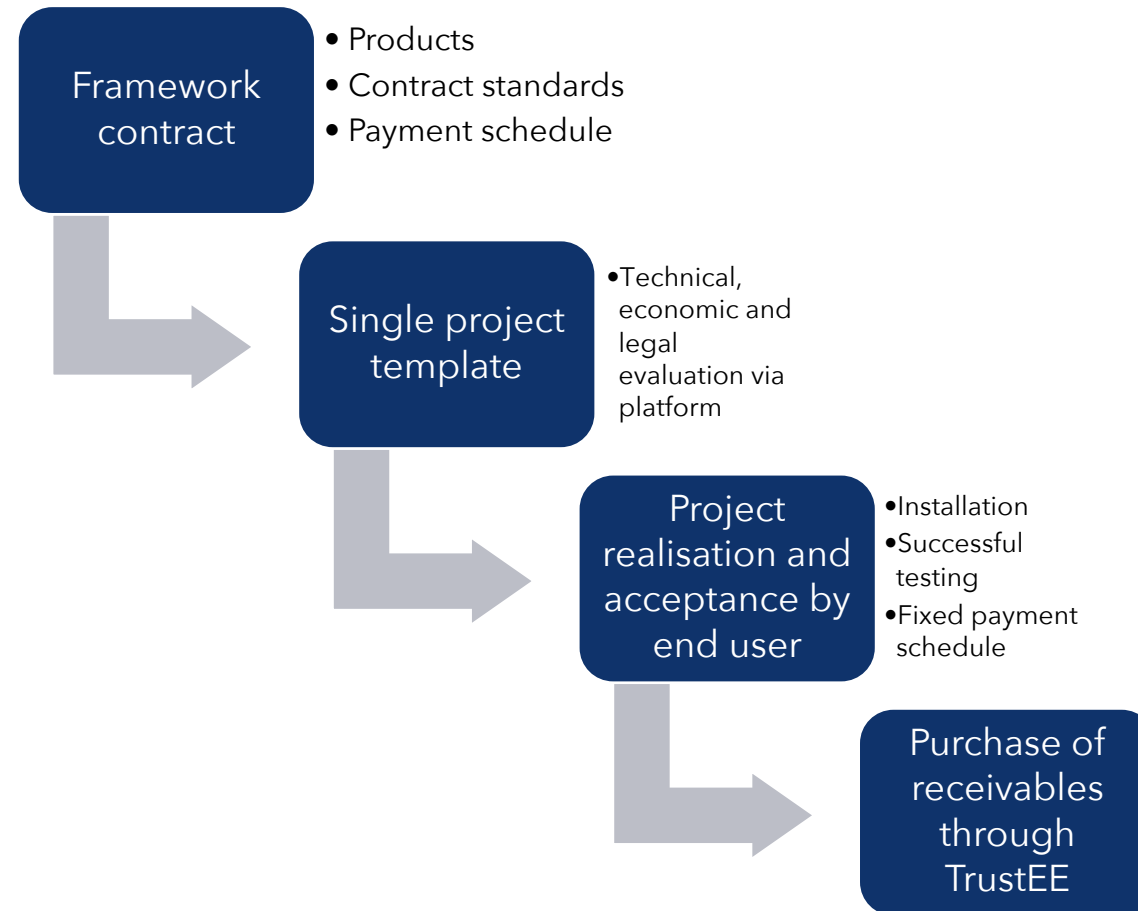 Framework
contract
• Products
• Contract standards
• Payment schedule
Single project
template
•Technical,
economic and
legal
evaluation via
platform
Project
realisation and
acceptance by
end user
•Installation
•Successful
testing
•Fixed payment
schedule
Purchase of
receivables
through
TrustEE